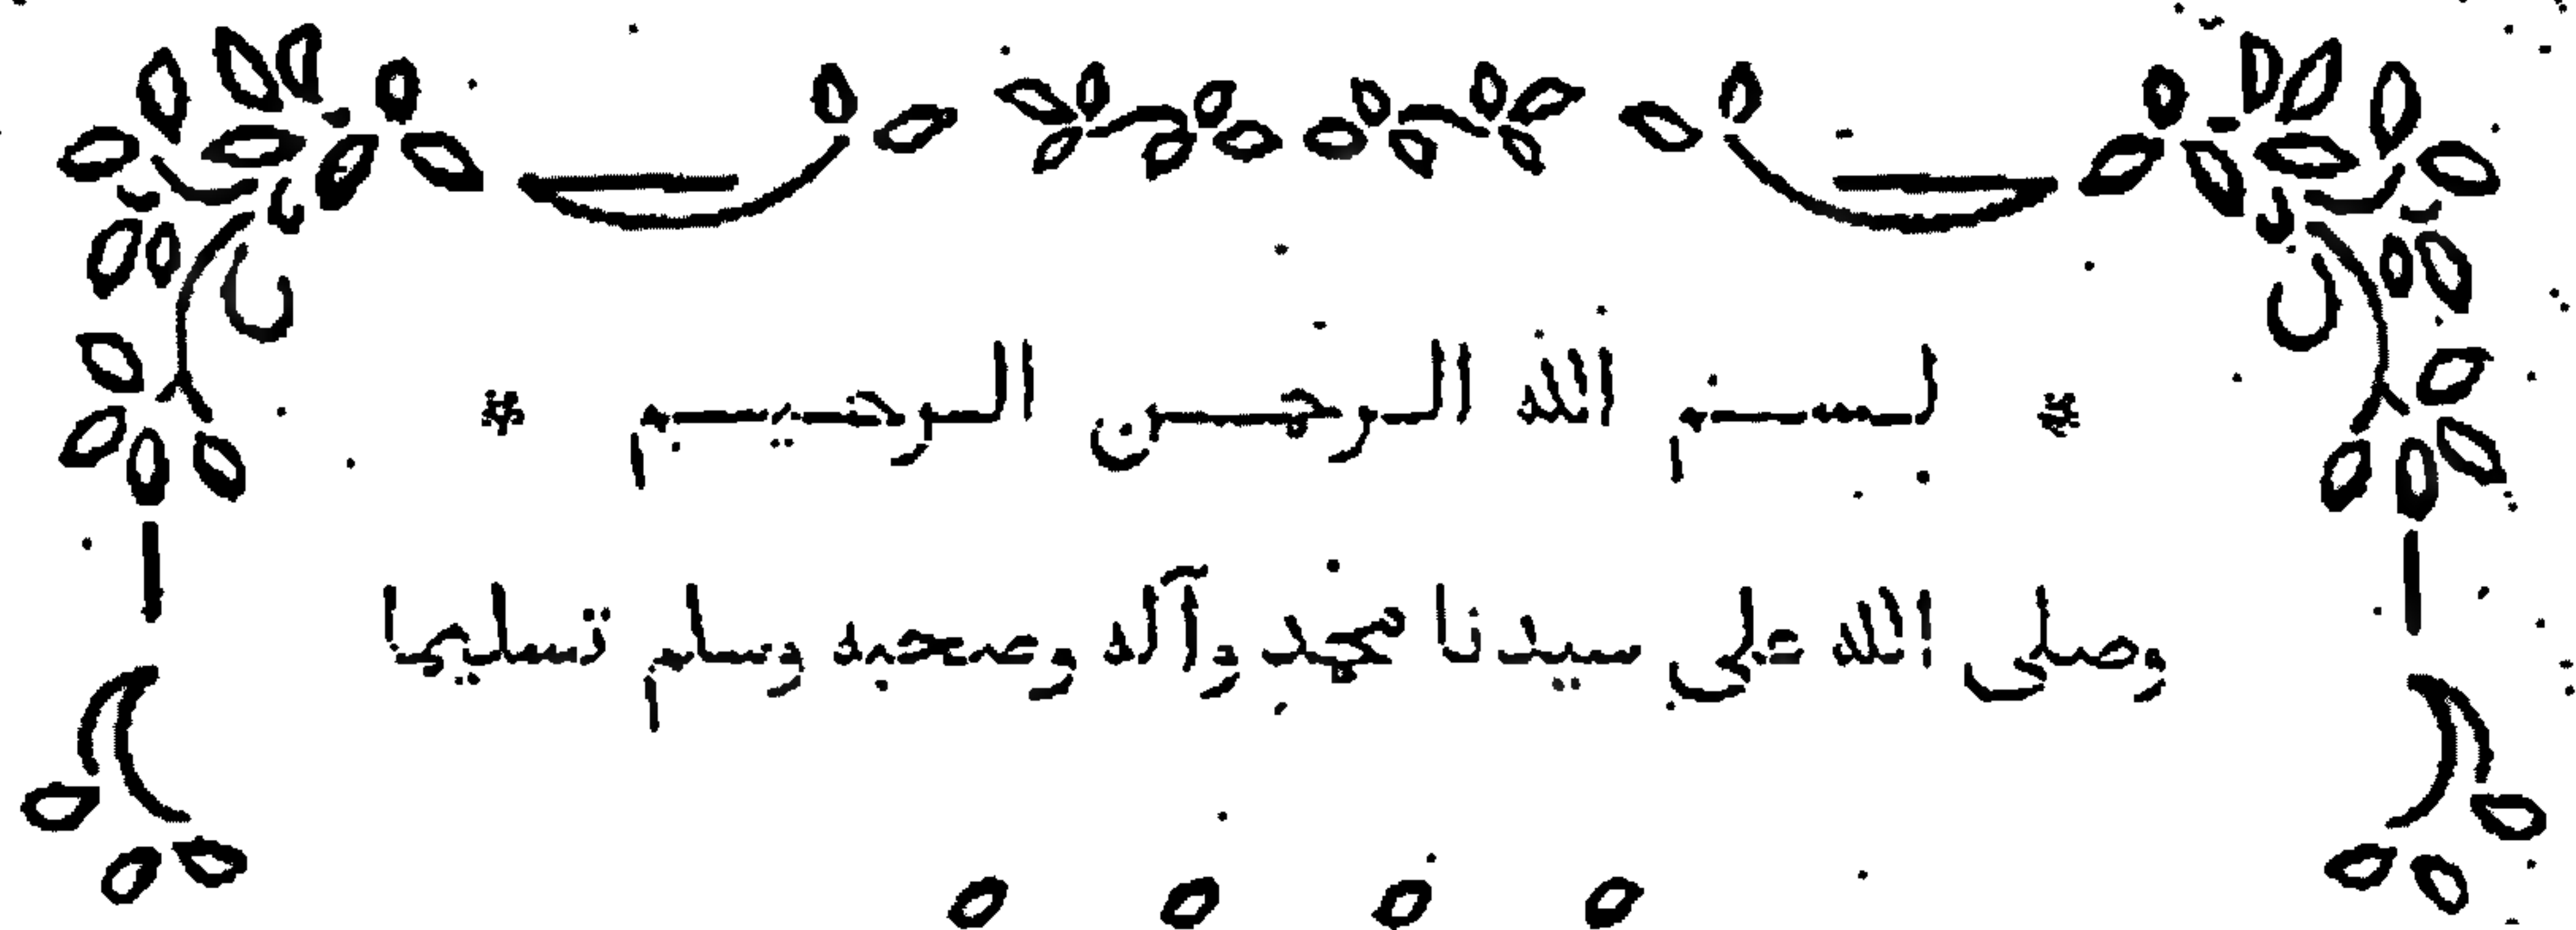 * بسم الله الرحمن الرحيم *
وصلى الله على سيدنا محمد وآله وصحبه وسلم تسليما